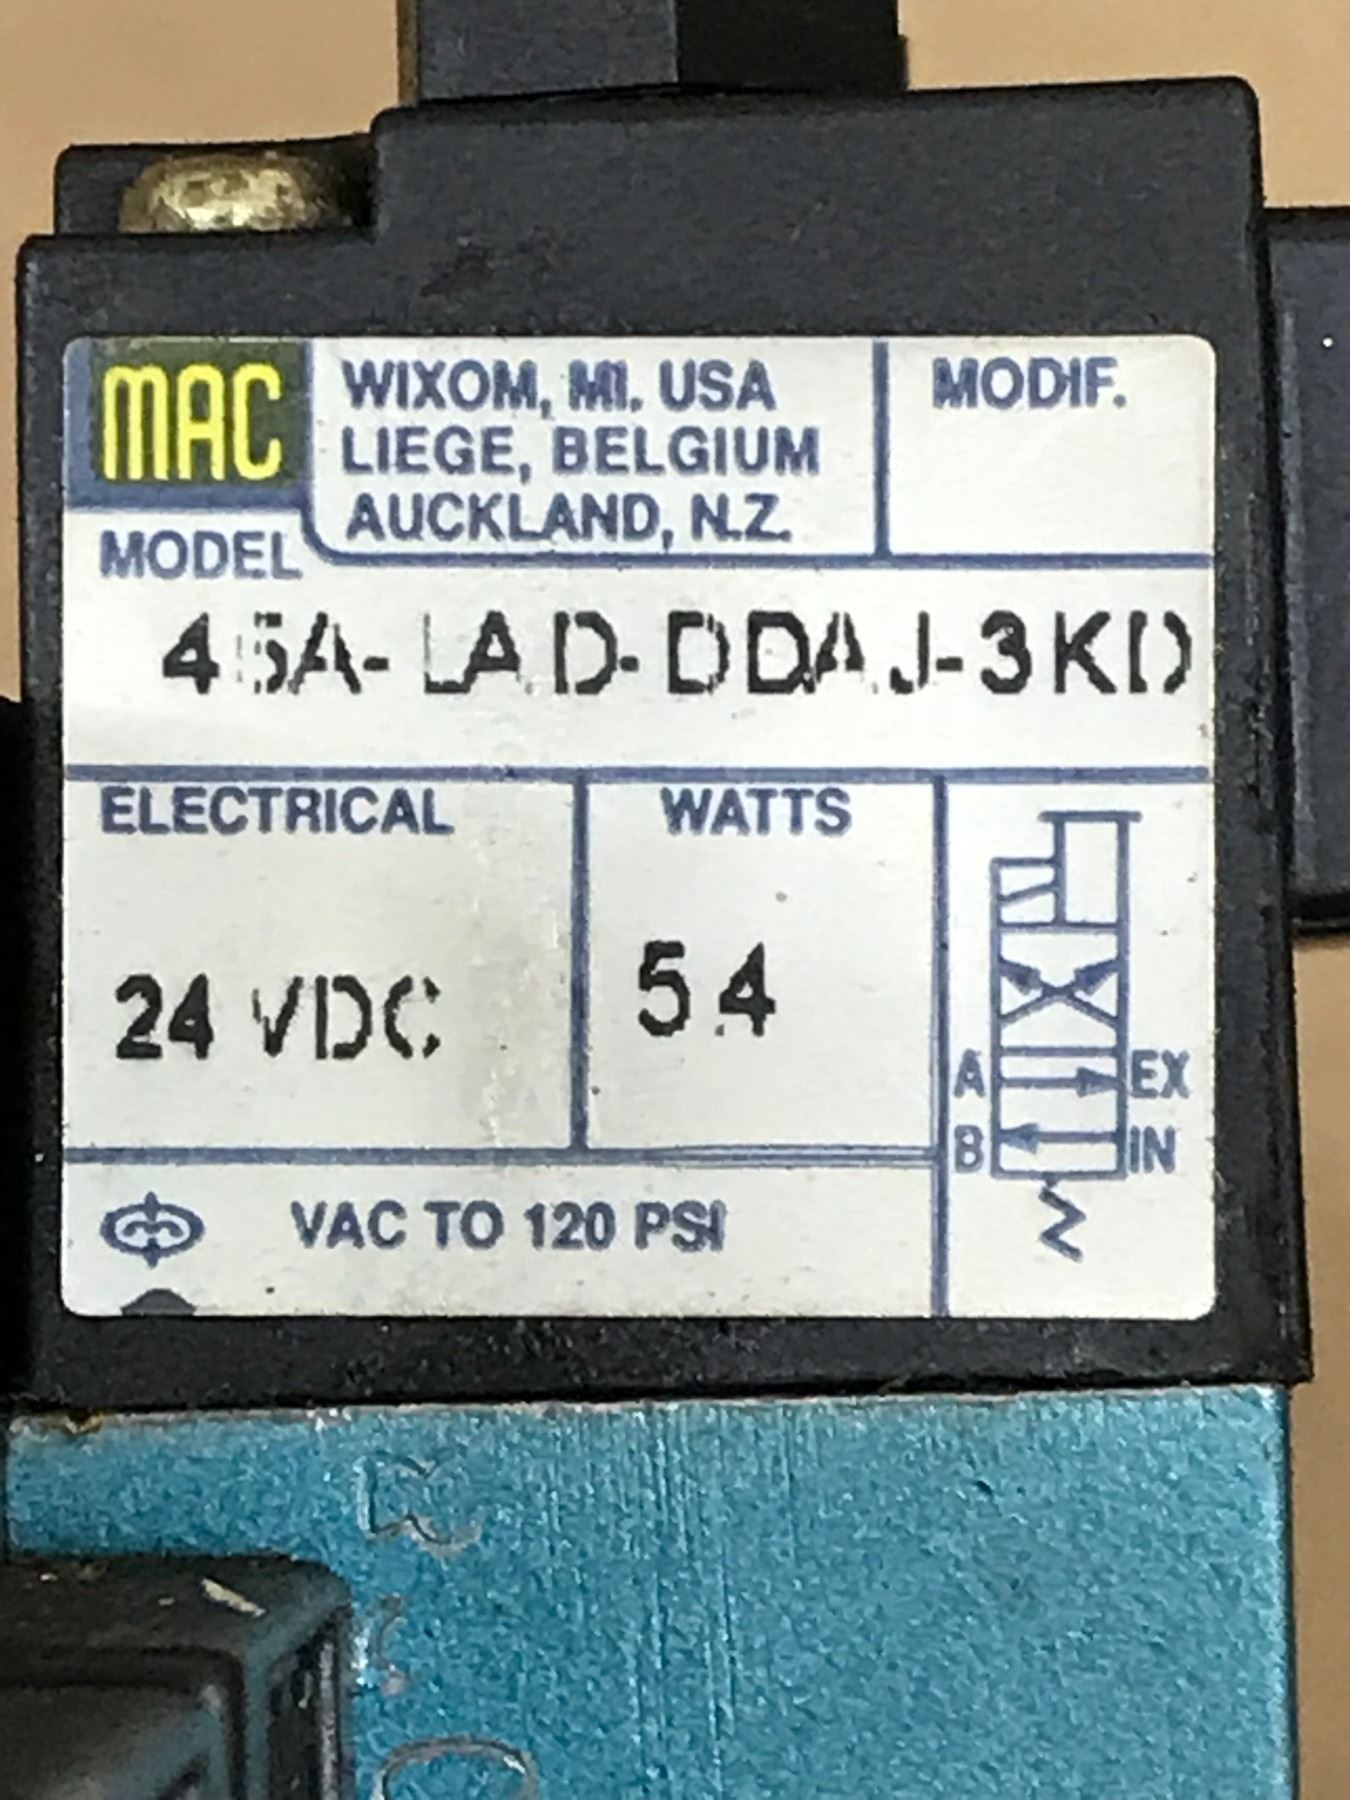 MAC
WIXOM, MI. USA
LIEGE, BELGIUM
AUCKLAND, N.Z.
MODIF.
MODEL
45A-LAD-DDAJ-3KD
ELECTRICAL
24 VDC
WATTS
5.4
A
EX
B
IN
VAC TO 120 PSI